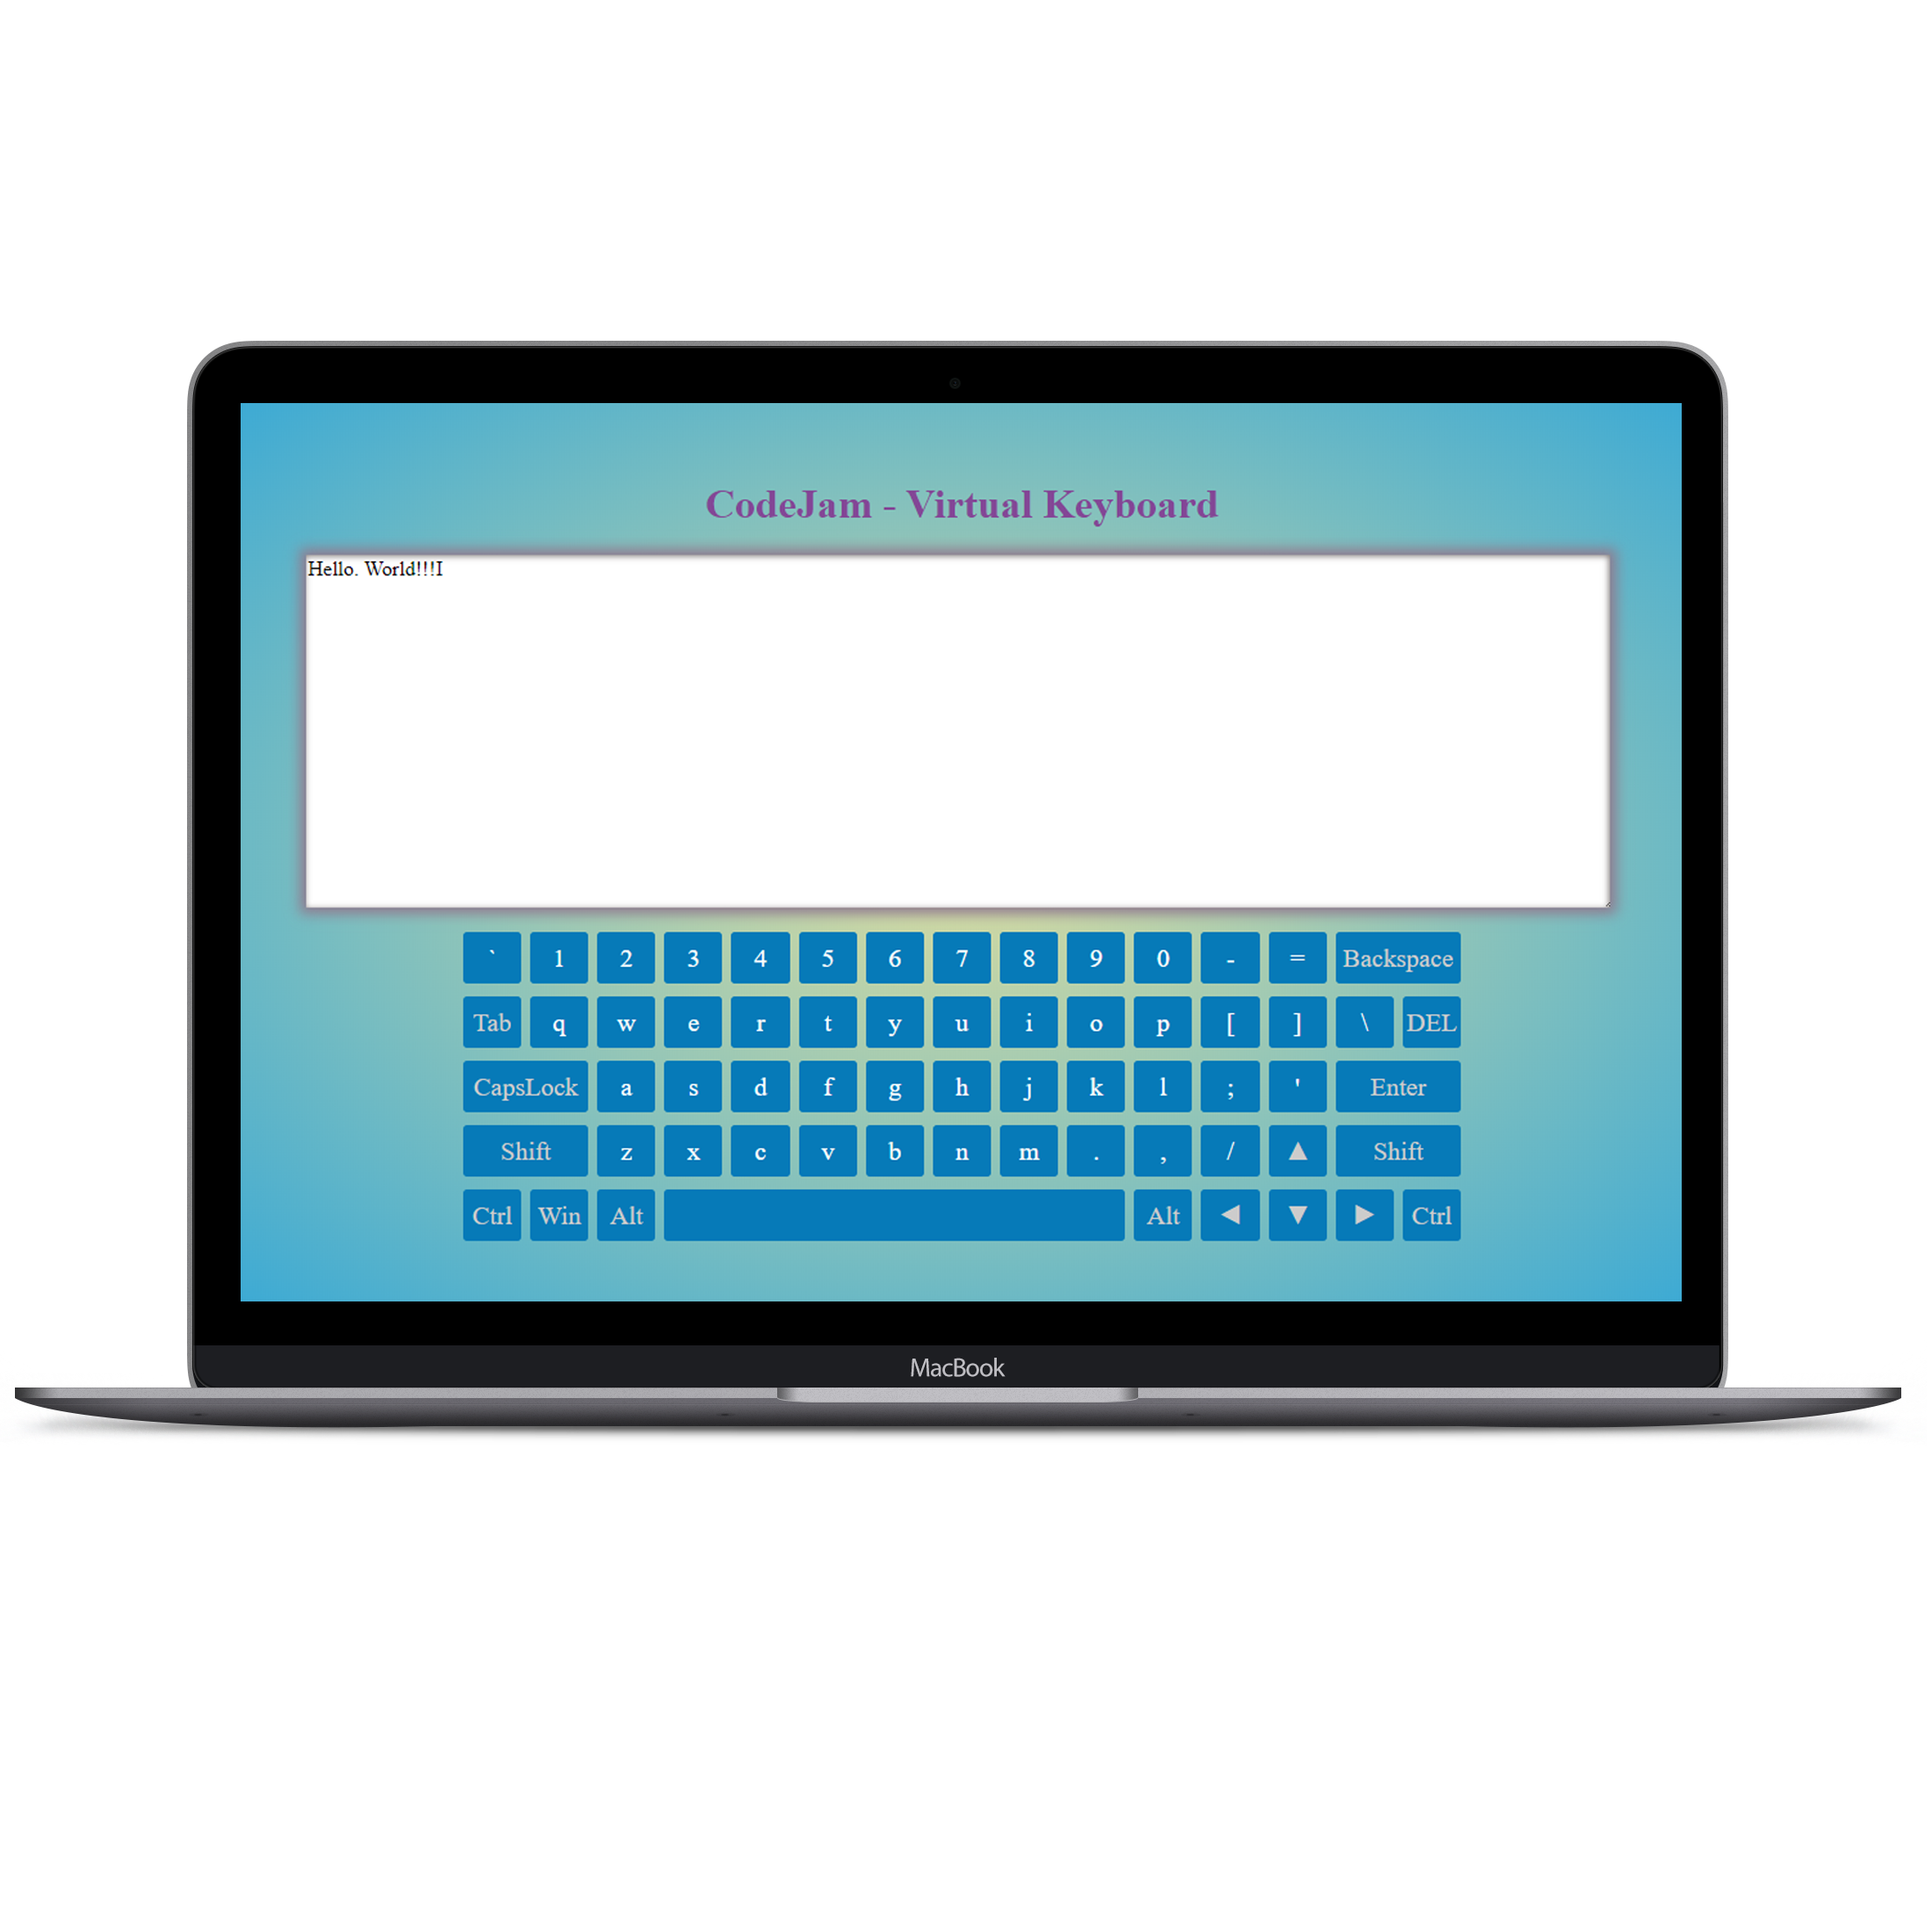 CodeJam - Virtual Keyboard
Hello. World!!!I
` 1 2 3 4 5 6 7 8 9 0 - = Backspace
Tab q w e r t y u i o p [ ] \ DEL
CapsLock a s d f g h j k l ; ' Enter
Shift z x c v b n m . , / ▲ Shift
Ctrl Win Alt Alt ◄ ▼ ► Ctrl
MacBook